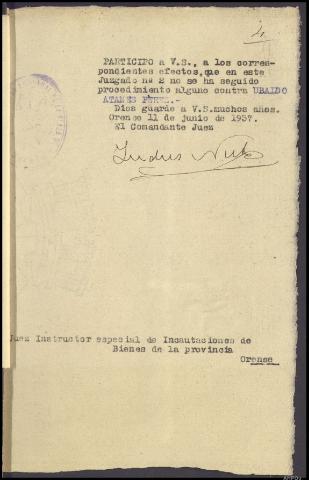 PARTICIPO a V.S., a los corres-
pondientes efectos, que en este
Juzgado nº 2 no se ha seguido
procedimiento alguno contra UBALDO
ATANES PEREZ.-
Dios guarde a V.S. muchos años.
Orense 11 de junio de 1937.
El Comandante Juez
Juez Instructor especial de Incautaciones de
Bienes de la provincia
Orense